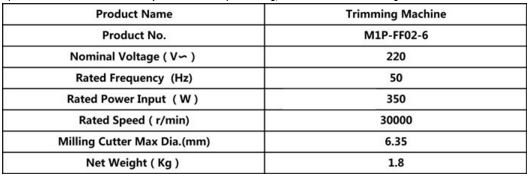 Product Name Trimming Machine
Product No. M1P-FF02-6
Nominal Voltage ( V∽ ) 220
Rated Frequency (Hz) 50
Rated Power Input ( W ) 350
Rated Speed ( r/min) 30000
Milling Cutter Max Dia.(mm) 6.35
Net Weight ( Kg ) 1.8